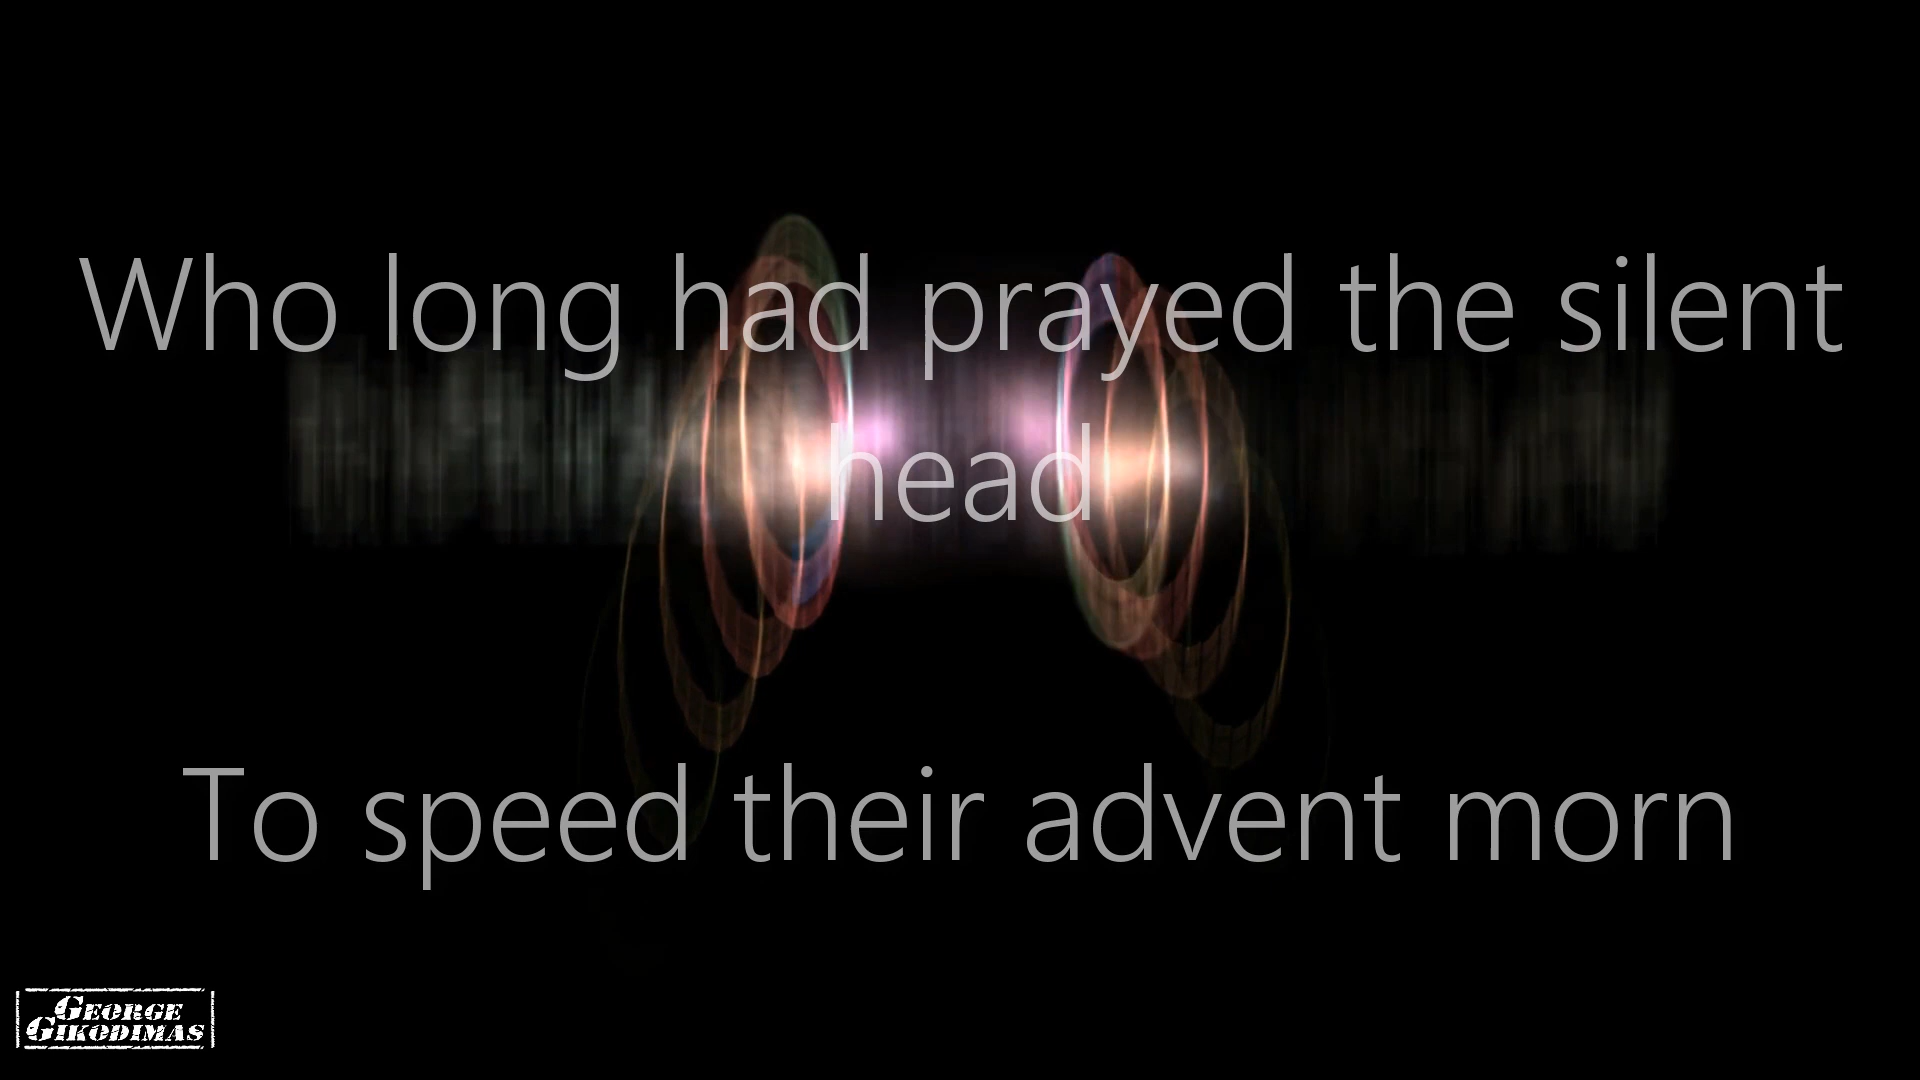 Who long had prayed the silent
head
To speed their advent morn
GEORGE
GIKODIMAS